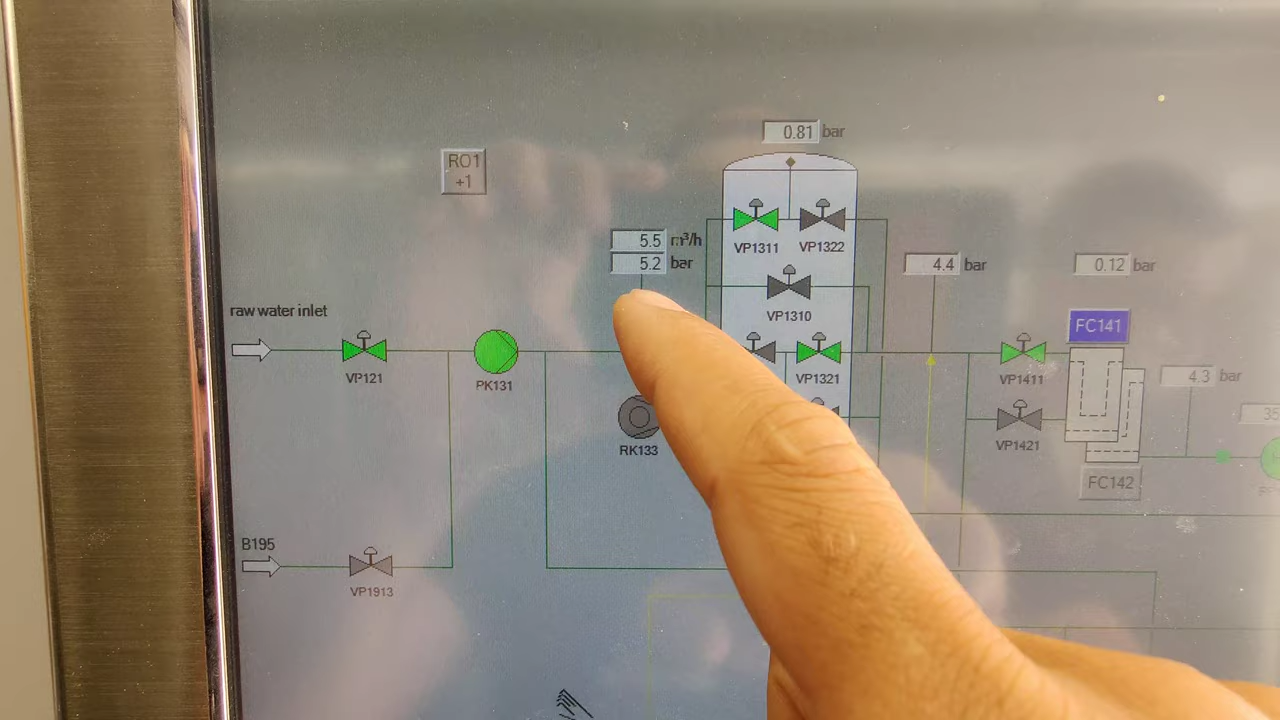 0.81 bar
RO1
+1
5.5 m³/h
5.2 bar
VP1311
VP1322
4.4 bar
0.12 bar
raw water inlet
VP1310
FC141
VP121
PK131
VP1321
VP1411
4.3 bar
RK133
VP1421
FC142
B195
VP1913